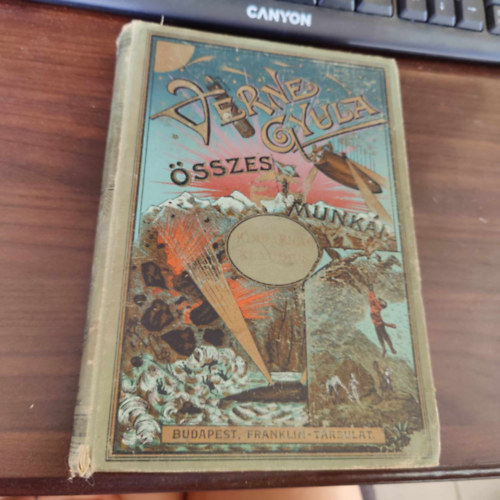 CANYON
VERNE
GYULA
ÖSSZES
MUNKÁI
BUDAPEST, FRANKLIN-TÁRSULAT.